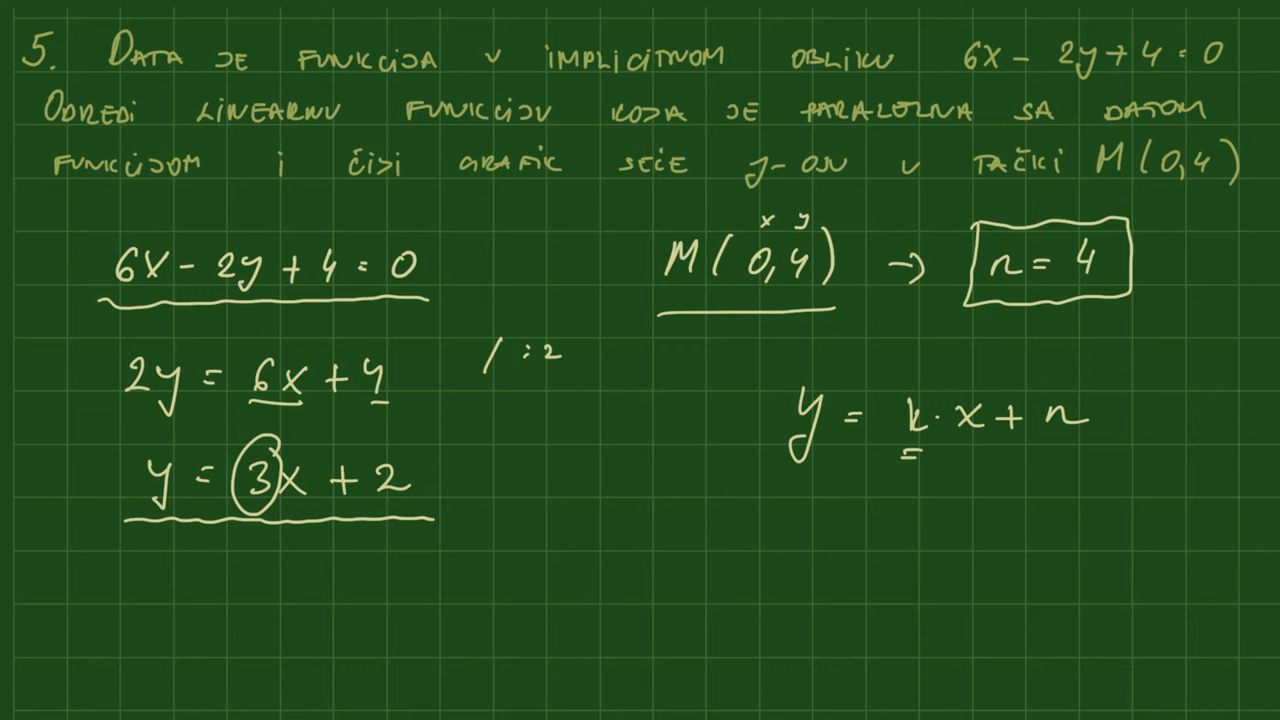 5. DATA JE FUNKCIJA U IMPLICITNOM OBLIKU 6x - 2y + 4 = 0
ODREDI LINEARNU FUNKCIJU KOJA JE PARALELNA SA DATOM
FUNKCIJOM I ČIJI GRAFIK SEČE y-OSU U TAČKI M(0,4)
6x - 2y + 4 = 0
2y = 6x + 4 / :2
y = 3x + 2
x y
M(0,4) → n = 4
y = k · x + n